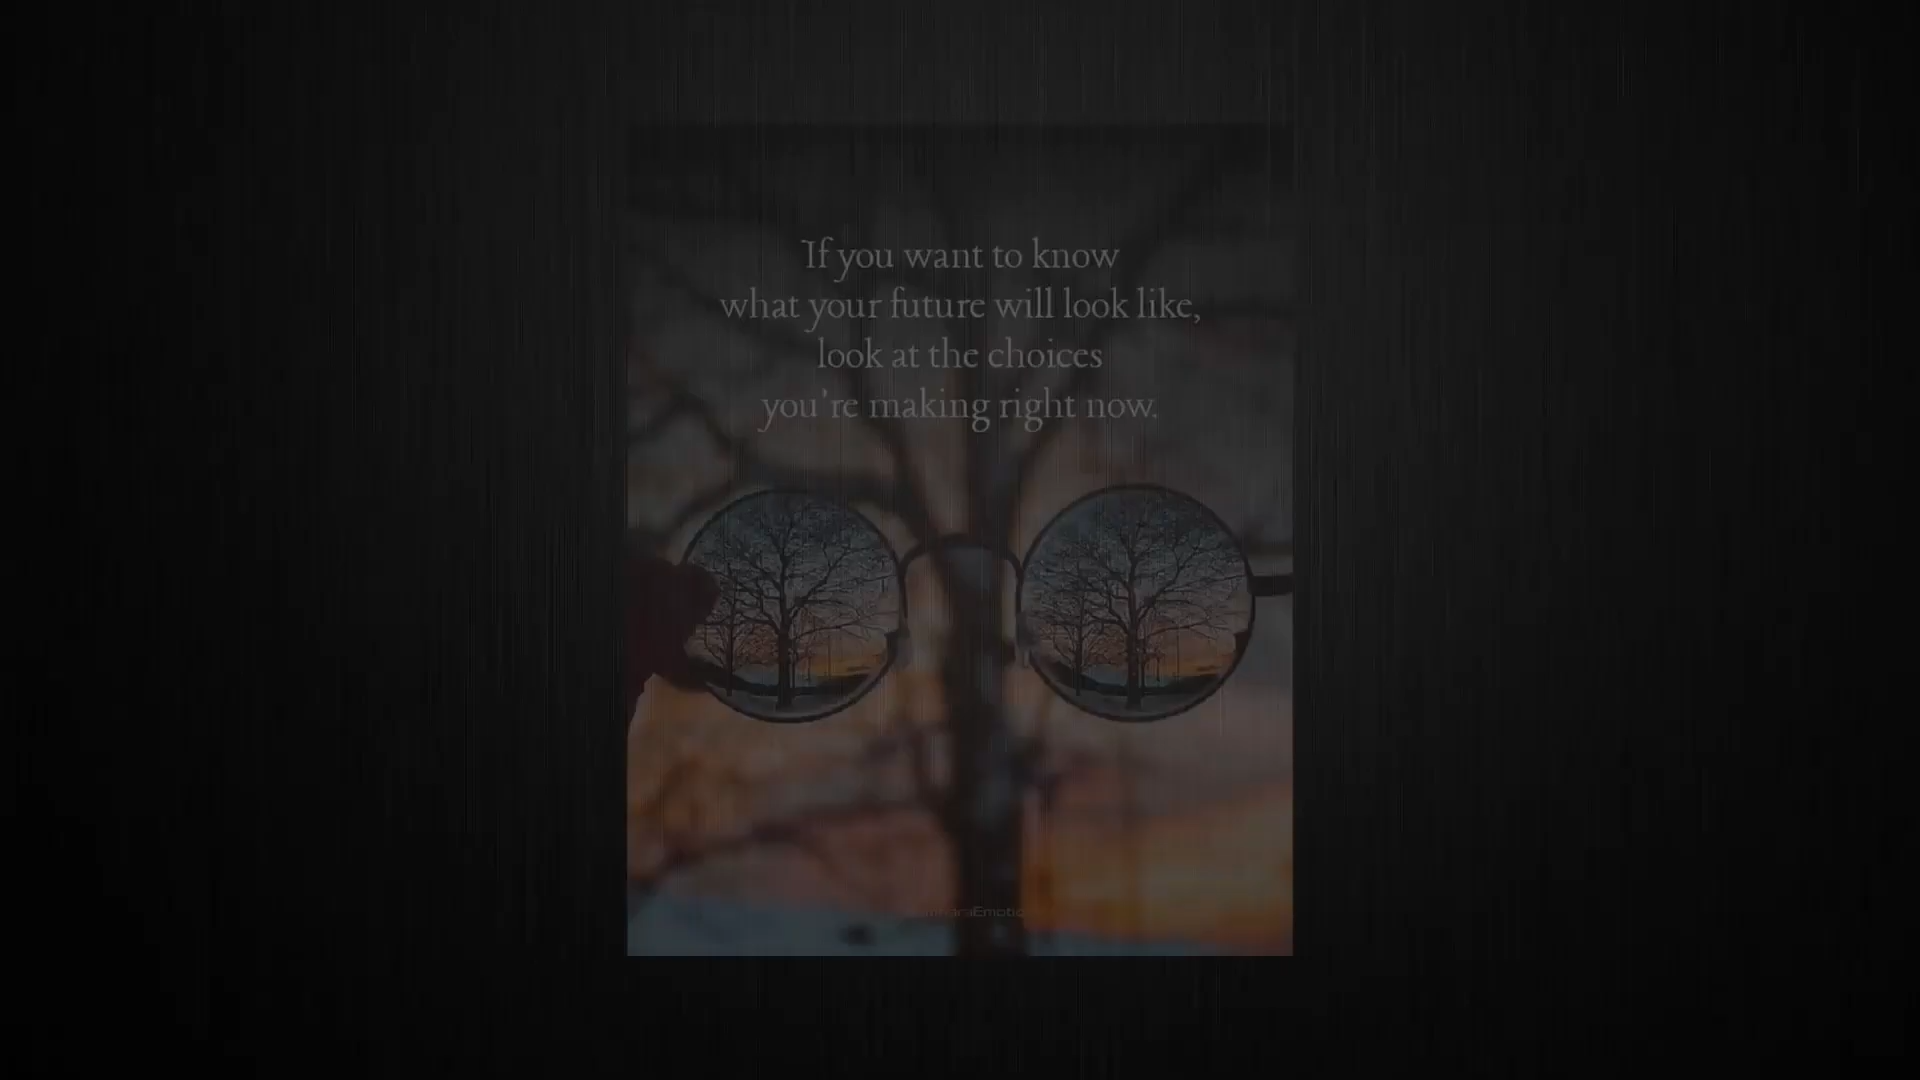 If you want to know
what your future will look like,
look at the choices
you're making right now.